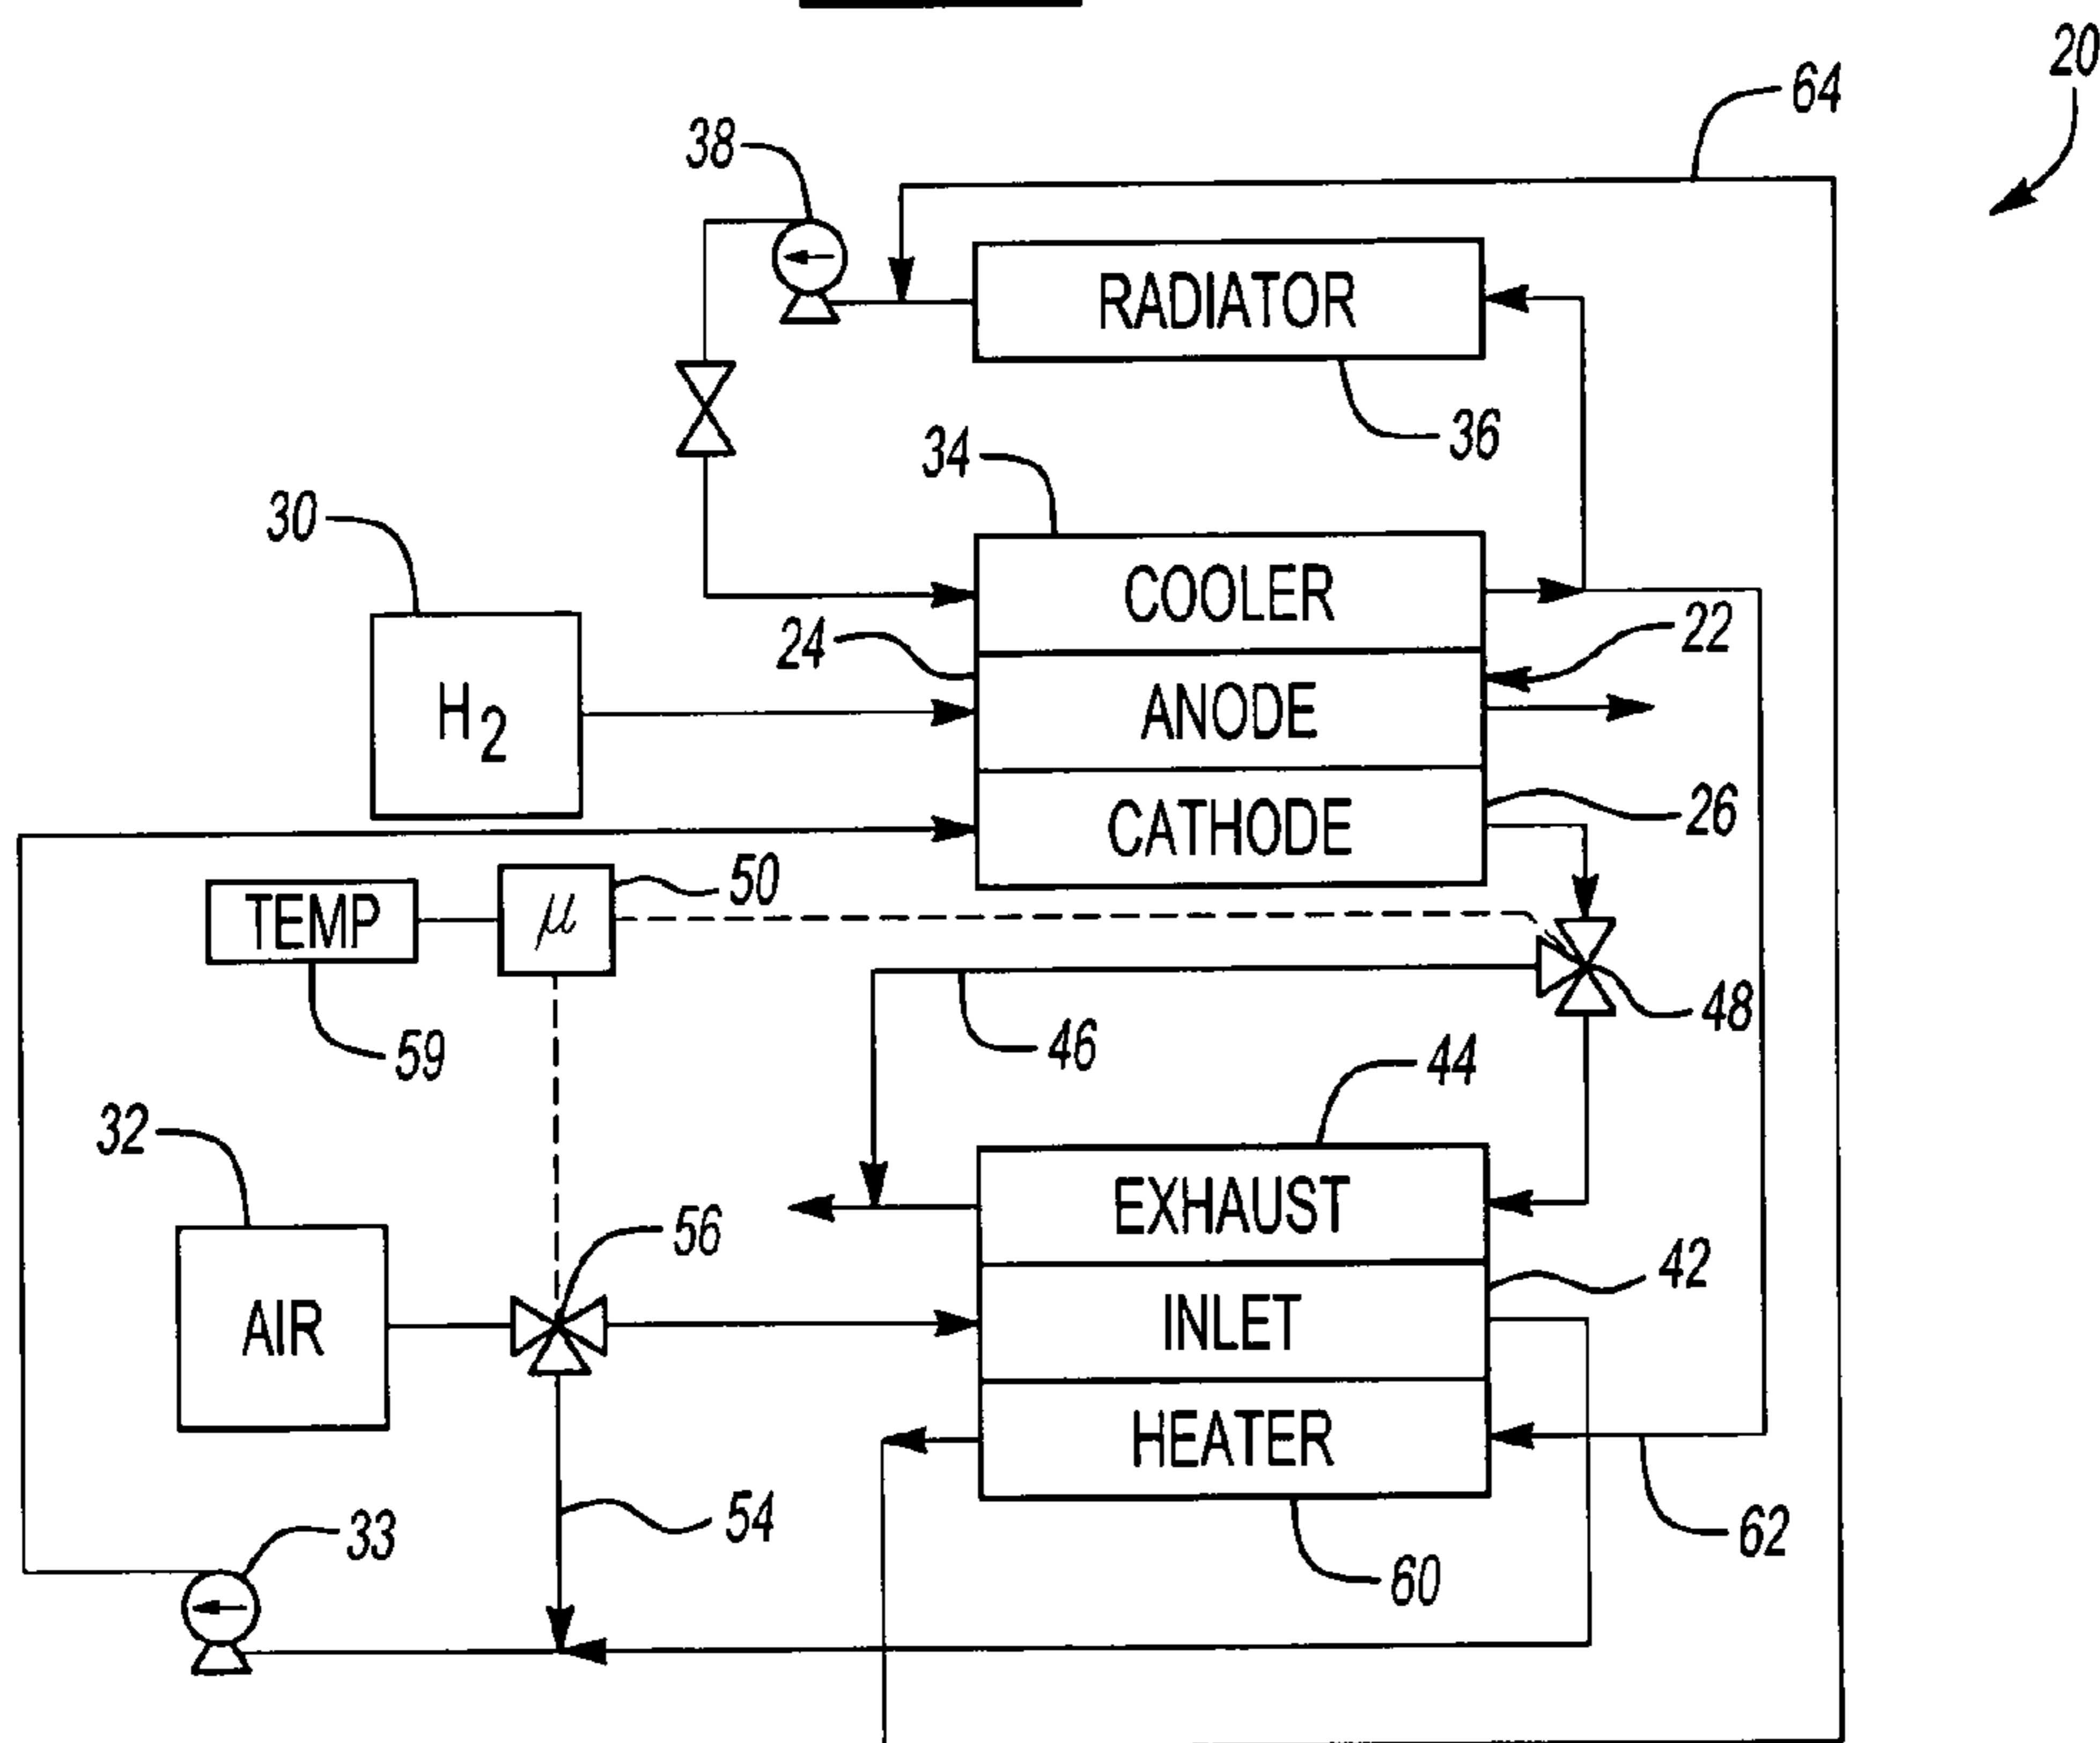 20
64
38
RADIATOR
36
34
30
COOLER
24
22
H2
ANODE
26
CATHODE
50
TEMP
μ
48
59
46
44
32
EXHAUST
56
42
AIR
INLET
HEATER
54
33
62
60